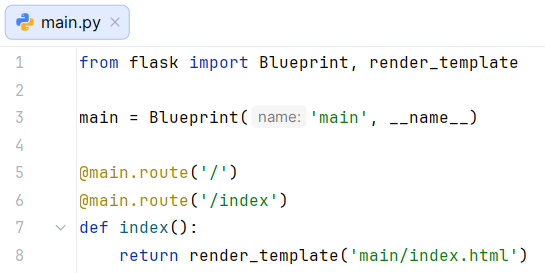 main.py
1 from flask import Blueprint, render_template
2
3 main = Blueprint( name: 'main', __name__)
4
5 @main.route('/')
6 @main.route('/index')
7 def index():
8     return render_template('main/index.html')